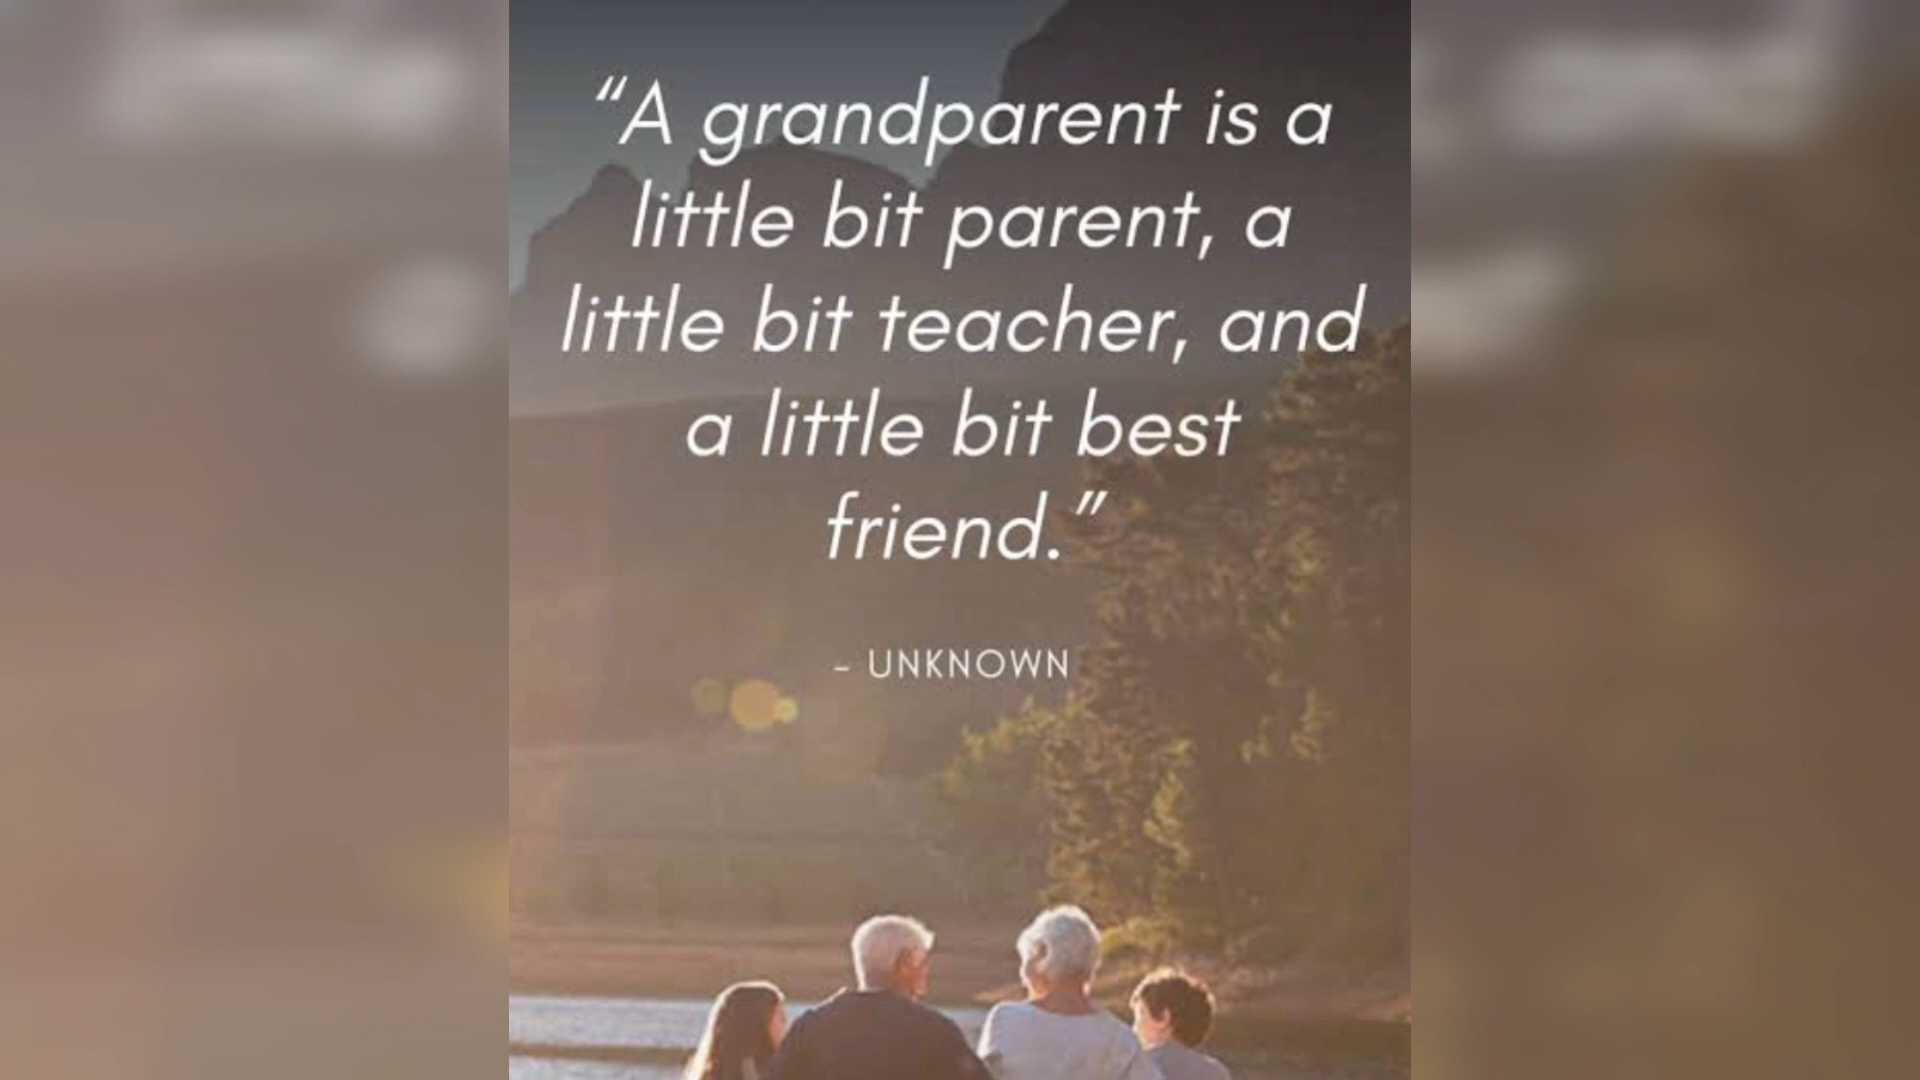 “A grandparent is a
little bit parent, a
little bit teacher, and
a little bit best
friend.”
- UNKNOWN